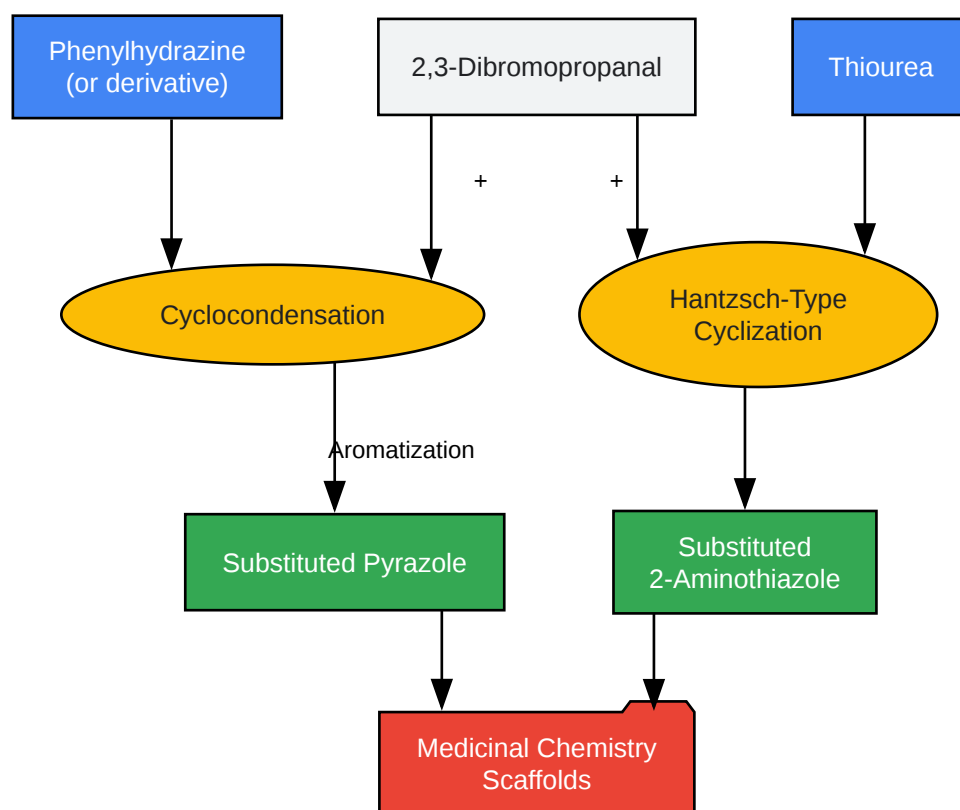 Phenylhydrazine
(or derivative)
2,3-Dibromopropanal
Thiourea
+
+
Cyclocondensation
Hantzsch-Type
Cyclization
Aromatization
Substituted Pyrazole
Substituted
2-Aminothiazole
Medicinal Chemistry
Scaffolds